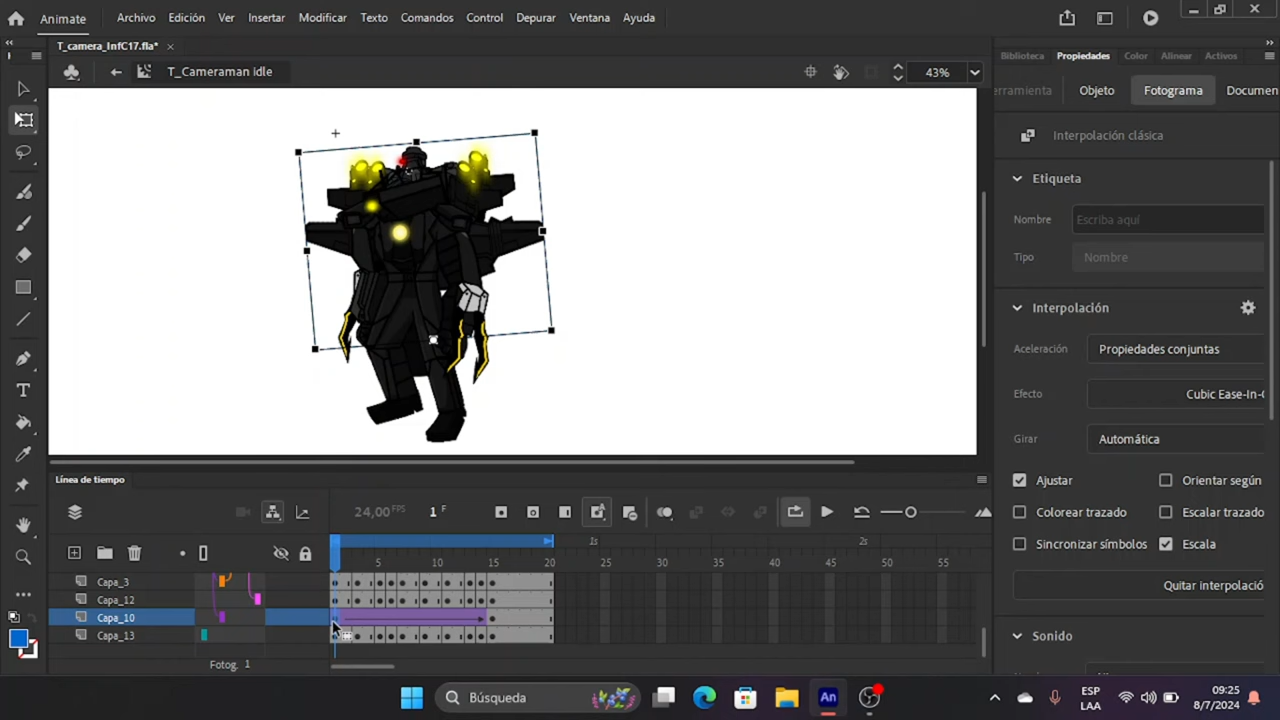 Animate Archivo Edición Ver Insertar Modificar Texto Comandos Control Depurar Ventana Ayuda
T_camera_InfC17.fla* ×
T_Cameraman idle
43%
Biblioteca Propiedades Color Alinear Activos
erramienta Objeto Fotograma Documen
Interpolación clásica
Etiqueta
Nombre Escriba aquí
Tipo Nombre
Interpolación
Aceleración Propiedades conjuntas
Efecto Cubic Ease-In-
Girar Automática
Ajustar Orientar según
Colorear trazado Escalar trazado
Sincronizar símbolos Escala
Quitar interpolació
Sonido
Línea de tiempo
24,00 FPS 1 F
1s 2s
5 10 15 20 25 30 35 40 45 50 55
Capa_3
Capa_12
Capa_10
Capa_13
Fotog. 1
Búsqueda
An
ESP
LAA
09:25
8/7/2024